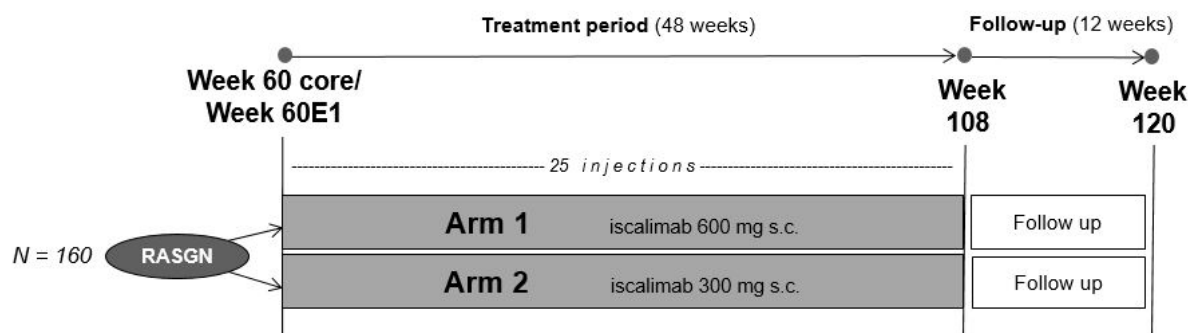 Treatment period (48 weeks)
Follow-up (12 weeks)
Week 60 core/
Week 60E1
Week
108
Week
120
25 injections
Arm 1
iscalimab 600 mg s.c.
Follow up
N = 160
RASGN
Arm 2
iscalimab 300 mg s.c.
Follow up